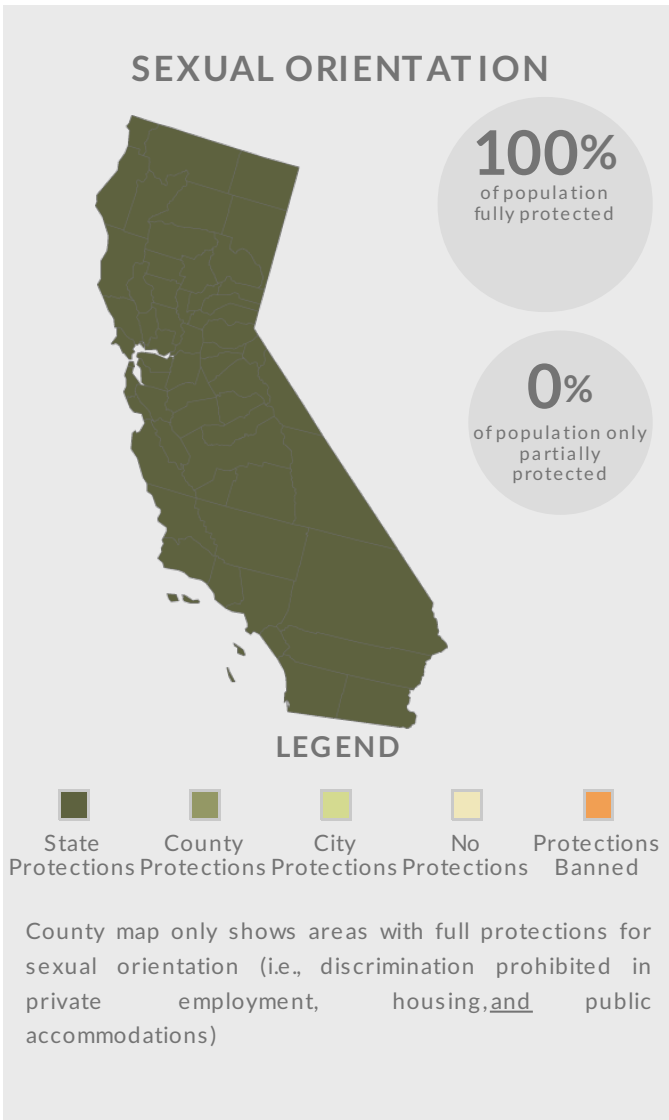 SEXUAL ORIENTATION
100%
of population
fully protected
0%
of population only
partially
protected
LEGEND
State
Protections
County
Protections
City
Protections
No
Protections
Protections
Banned
County map only shows areas with full protections for
sexual orientation (i.e., discrimination prohibited in
private employment, housing, and public
accommodations)